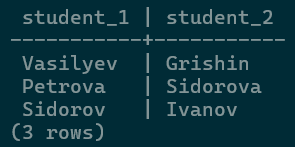 student_1 | student_2
-----------+-----------
Vasilyev | Grishin
Petrova | Sidorova
Sidorov | Ivanov
(3 rows)